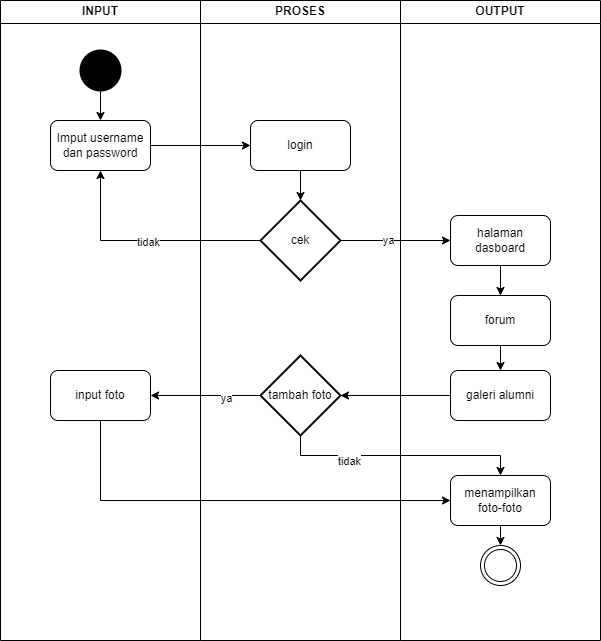 INPUT
PROSES
OUTPUT
Imput username
dan password
login
cek
tidak
ya
halaman
dasboard
forum
input foto
ya
tambah foto
galeri alumni
tidak
menampilkan
foto-foto